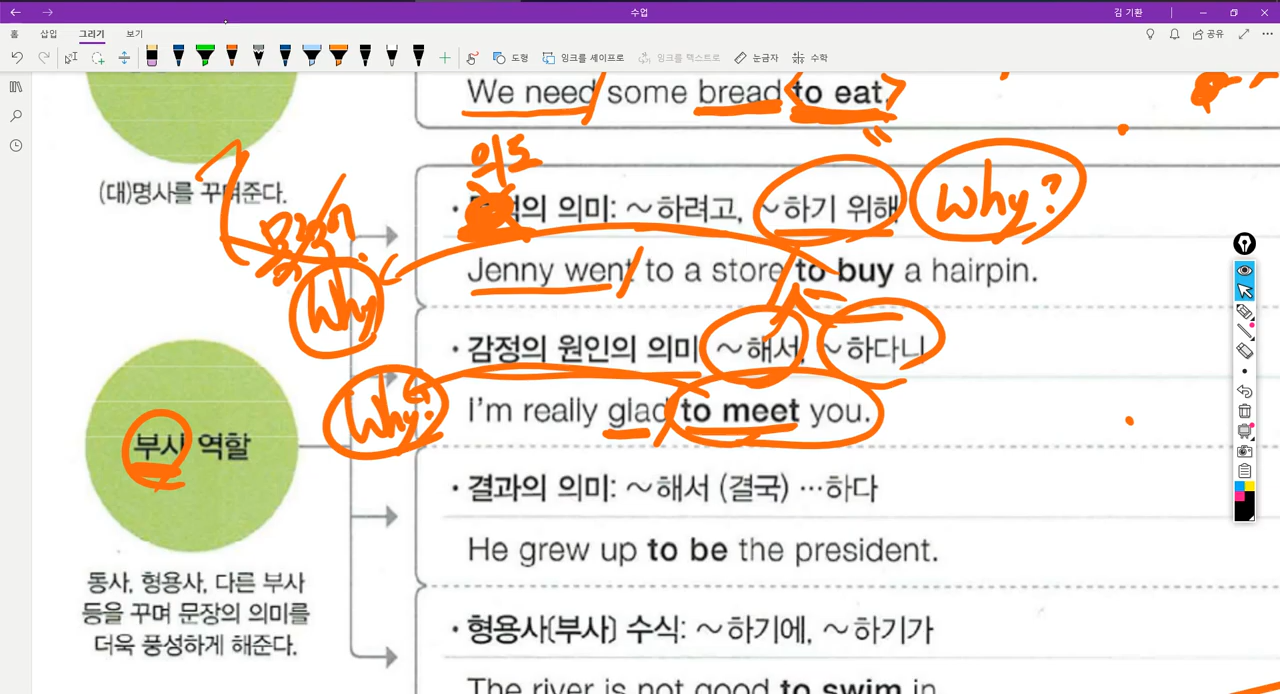 수업
김 기환
홈 삽입 그리기 보기
공유
도형 잉크를 셰이프로 잉크를 텍스트로 눈금자 수학
We need some bread to eat.
(대)명사를 꾸며준다.
의도
의 의미: ~하려고, ~하기 위해
Why?
Jenny went to a store to buy a hairpin.
Why
감정의 원인의 의미 ~해서, ~하다니
Why?
I'm really glad to meet you.
부사 역할
결과의 의미: ~해서 (결국) …하다
He grew up to be the president.
동사, 형용사, 다른 부사
등을 꾸며 문장의 의미를
더욱 풍성하게 해준다.
형용사(부사) 수식: ~하기에, ~하기가
The river is not good to swim in